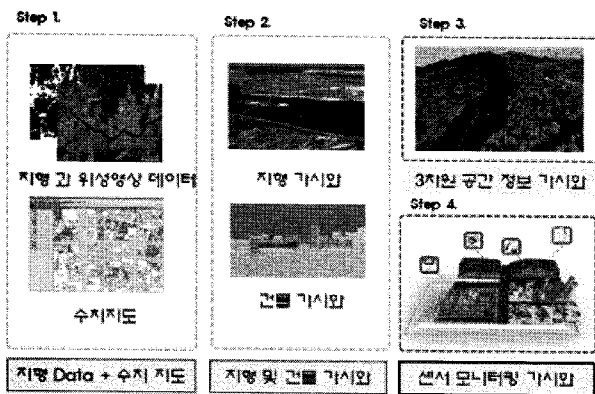 Step 1.
지형 과 위성영상 데이터
수치지도
지형 Data + 수치 지도
Step 2.
지형 가시화
건물 가시화
지형 및 건물 가시화
Step 3.
3차원 공간 정보 가시화
Step 4.
센서 모니터링 가시화